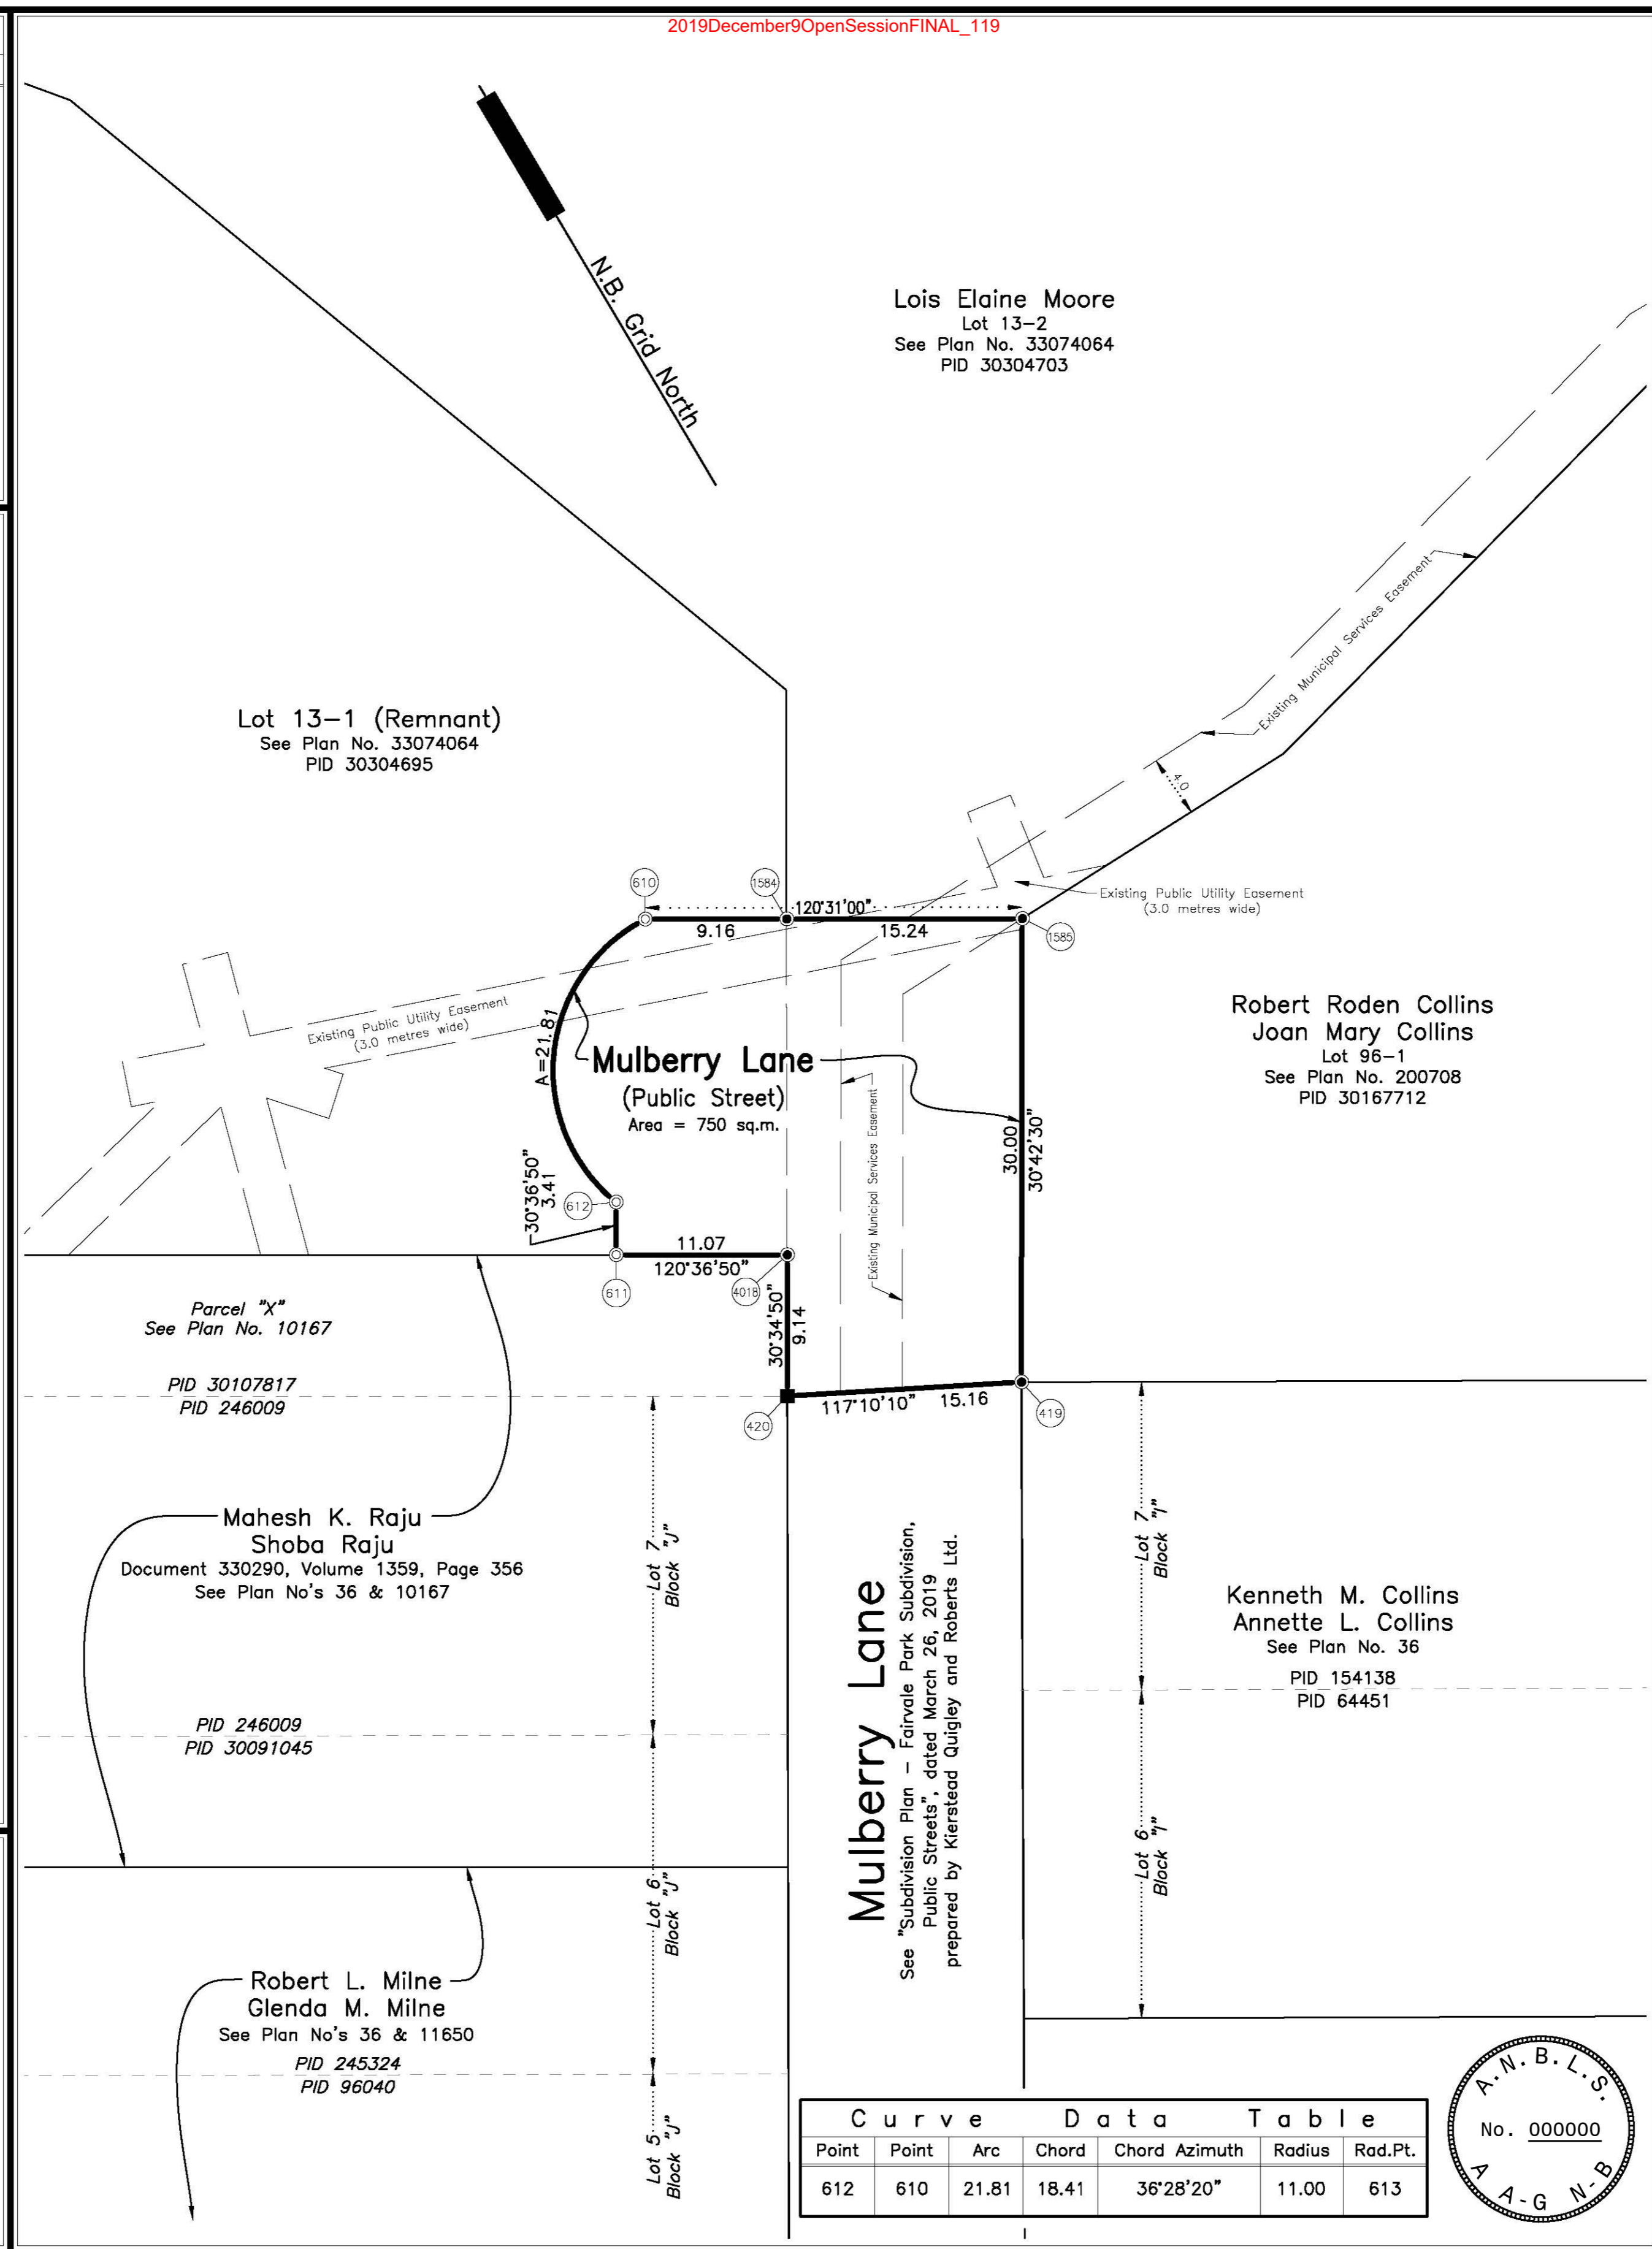 2019December9OpenSessionFINAL_119
N.B. Grid North
Lois Elaine Moore
Lot 13-2
See Plan No. 33074064
PID 30304703
Existing Municipal Services Easement
4.0
Lot 13-1 (Remnant)
See Plan No. 33074064
PID 30304695
610
1584
120°31'00"
9.16
15.24
1585
Existing Public Utility Easement
(3.0 metres wide)
Existing Public Utility Easement
(3.0 metres wide)
A=21.81
Mulberry Lane
(Public Street)
Area = 750 sq.m.
Existing Municipal Services Easement
30.00
30°42'30"
Robert Roden Collins
Joan Mary Collins
Lot 96-1
See Plan No. 200708
PID 30167712
30°36'50"
3.41
612
11.07
120°36'50"
611
4018
30°34'50"
9.14
117°10'10"
15.16
420
419
Parcel "X"
See Plan No. 10167
PID 30107817
PID 246009
Mahesh K. Raju
Shoba Raju
Document 330290, Volume 1359, Page 356
See Plan No's 36 & 10167
Lot 7
Block "J"
PID 246009
PID 30091045
Mulberry Lane
See "Subdivision Plan - Fairvale Park Subdivision,
Public Streets", dated March 26, 2019
prepared by Kierstead Quigley and Roberts Ltd.
Lot 7
Block "I"
Kenneth M. Collins
Annette L. Collins
See Plan No. 36
PID 154138
PID 64451
Lot 6
Block "I"
Lot 6
Block "J"
Robert L. Milne
Glenda M. Milne
See Plan No's 36 & 11650
PID 245324
PID 96040
Lot 5
Block "J"
Curve Data Table
Point Point Arc Chord Chord Azimuth Radius Rad.Pt.
612 610 21.81 18.41 36°28'20" 11.00 613
A.N.B.L.S.
No. 000000
A A-G N-B